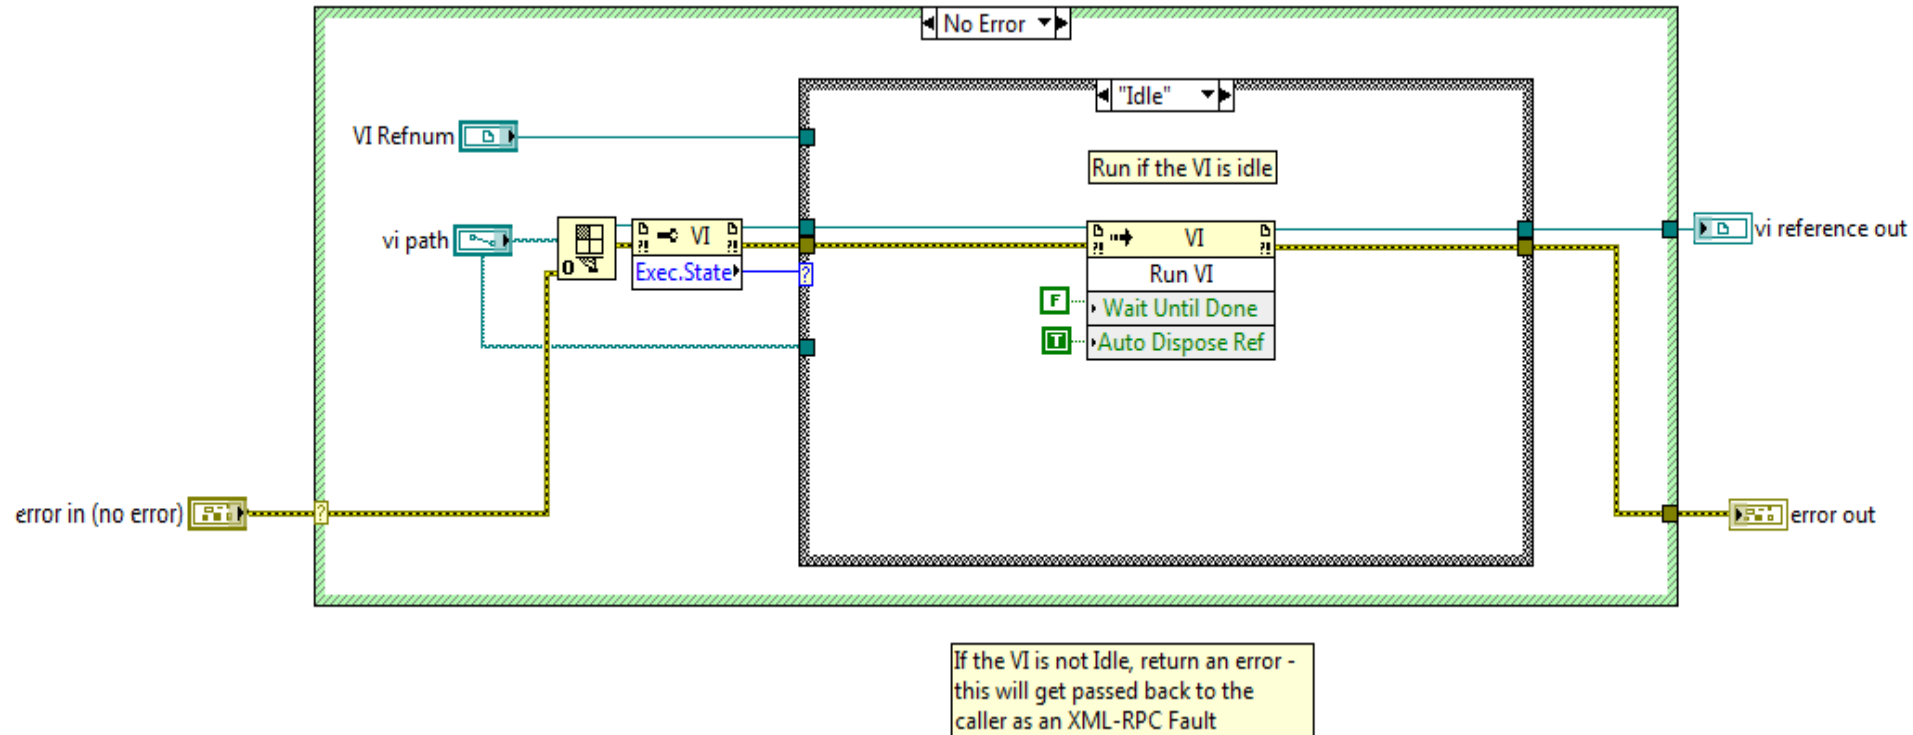 No Error
"Idle"
VI Refnum
Run if the VI is idle
vi path
VI
Exec.State
?
VI
Run VI
F
Wait Until Done
T
Auto Dispose Ref
vi reference out
0
error in (no error)
?
error out
If the VI is not Idle, return an error -
this will get passed back to the
caller as an XML-RPC Fault